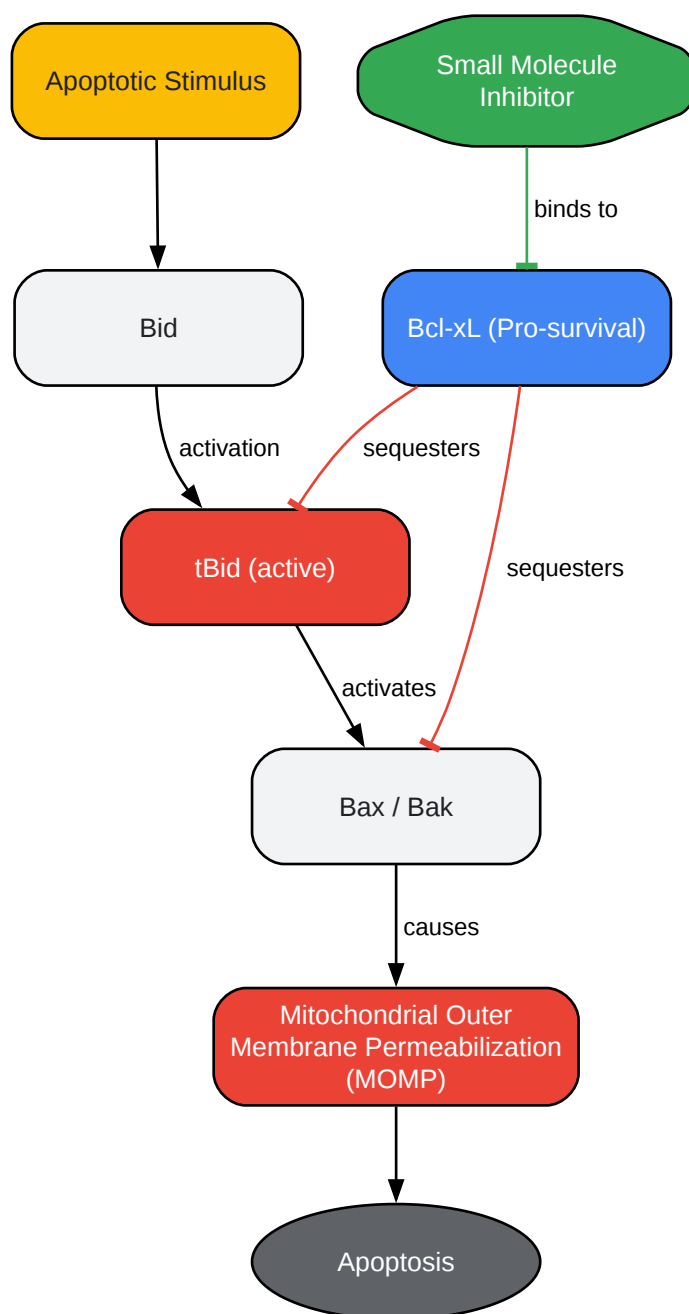 Apoptotic Stimulus
Small Molecule
Inhibitor
binds to
Bid
Bcl-xL (Pro-survival)
activation
sequesters
tBid (active)
sequesters
activates
Bax / Bak
causes
Mitochondrial Outer
Membrane Permeabilization
(MOMP)
Apoptosis